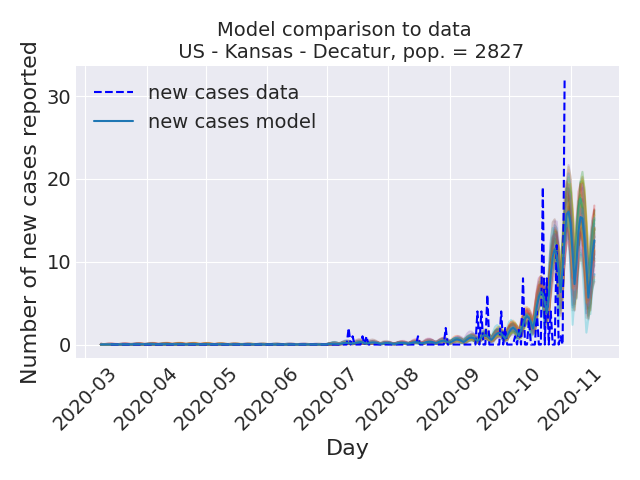 Model comparison to data
US - Kansas - Decatur, pop. = 2827
Number of new cases reported
30
20
10
0
new cases data
new cases model
2020-03
2020-04
2020-05
2020-06
2020-07
2020-08
2020-09
2020-10
2020-11
Day